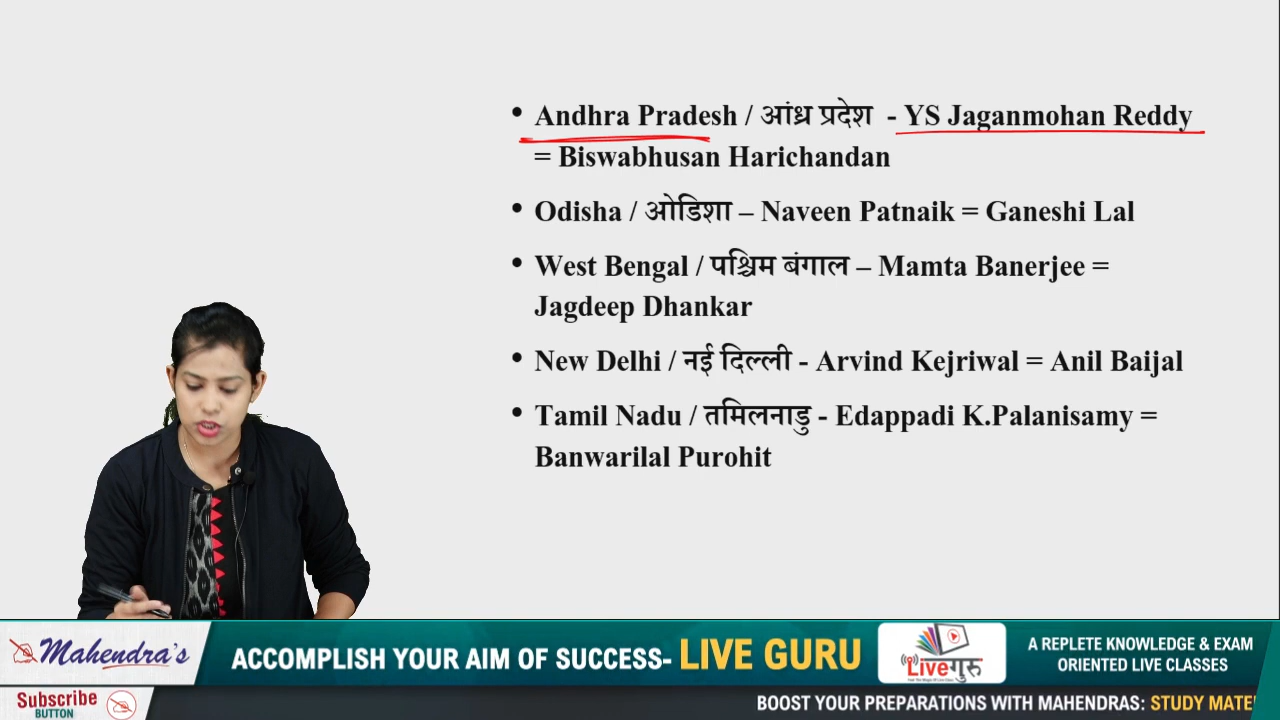 • Andhra Pradesh / आंध्र प्रदेश - YS Jaganmohan Reddy
= Biswabhusan Harichandan
• Odisha / ओडिशा – Naveen Patnaik = Ganeshi Lal
• West Bengal / पश्चिम बंगाल – Mamta Banerjee =
Jagdeep Dhankar
• New Delhi / नई दिल्ली - Arvind Kejriwal = Anil Baijal
• Tamil Nadu / तमिलनाडु - Edappadi K.Palanisamy =
Banwarilal Purohit
Mahendra's
ACCOMPLISH YOUR AIM OF SUCCESS- LIVE GURU
Liveगुरू
A REPLETE KNOWLEDGE & EXAM
ORIENTED LIVE CLASSES
Subscribe
BUTTON
BOOST YOUR PREPARATIONS WITH MAHENDRAS: STUDY MATE